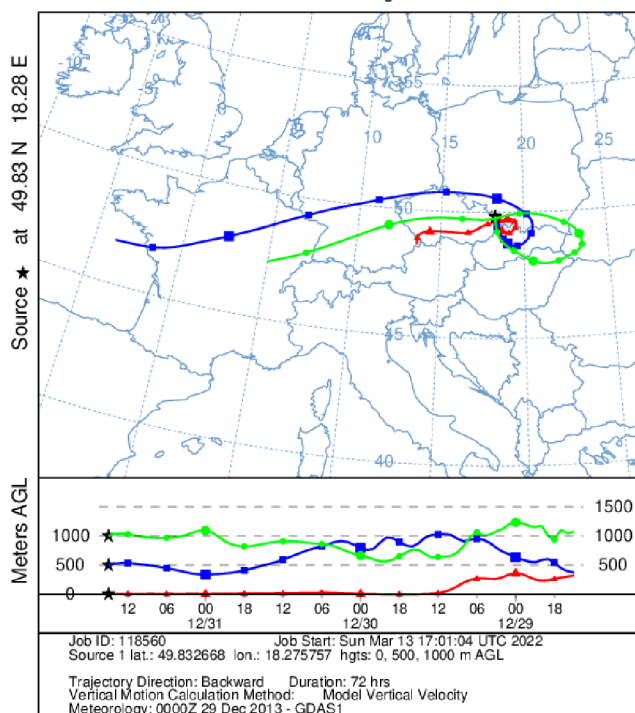 Source ★ at 49.83 N 18.28 E
-10
-5
0
55
5
10
15
20
25
50
45
40
Meters AGL
1500
1000
1000
500
500
0
12 06 00 18 12 06 00 18 12 06 00 18
12/31 12/30 12/29
Job ID: 118560 Job Start: Sun Mar 13 17:01:04 UTC 2022
Source 1 lat.: 49.832668 lon.: 18.275757 hgts: 0, 500, 1000 m AGL
Trajectory Direction: Backward Duration: 72 hrs
Vertical Motion Calculation Method: Model Vertical Velocity
Meteorology: 0000Z 29 Dec 2013 - GDAS1